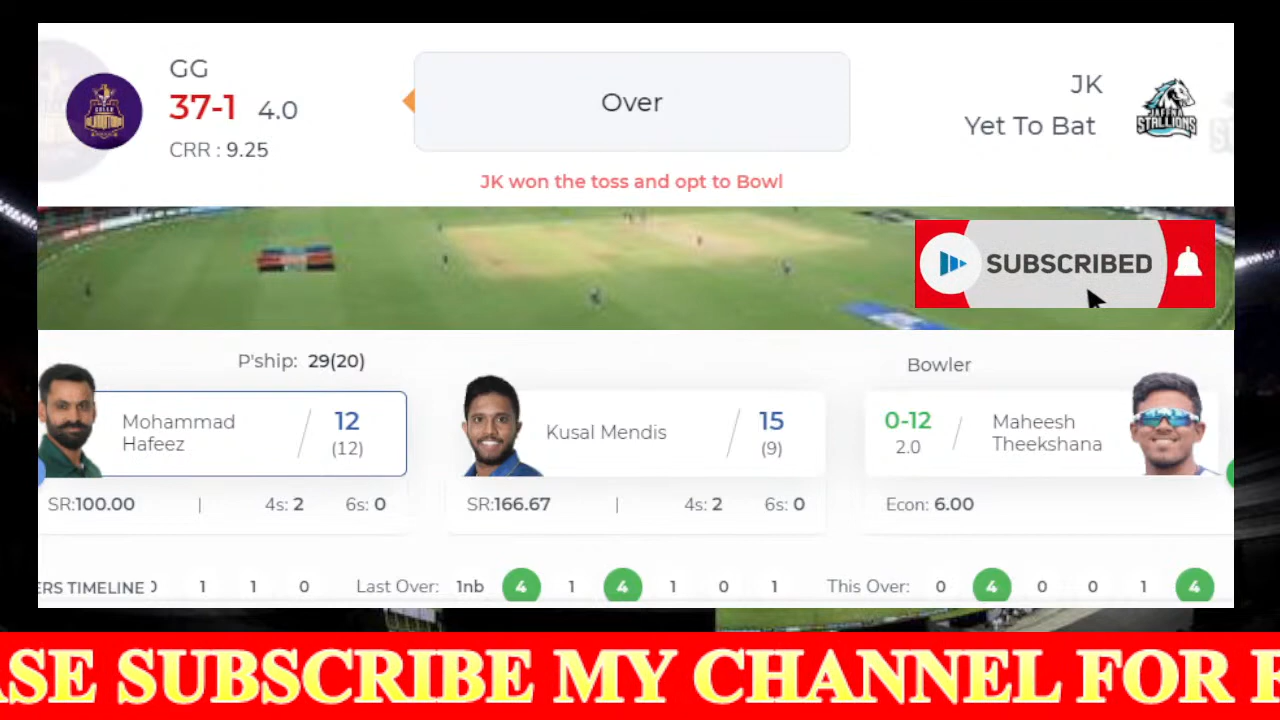 GG
37-1 4.0
CRR : 9.25
Over
JK
Yet To Bat
GALLE
GLADIATORS
JAFFNA
STALLIONS
JK won the toss and opt to Bowl
SUBSCRIBED
P'ship: 29(20)
Mohammad
Hafeez
12
(12)
SR:100.00 | 4s: 2 6s: 0
Kusal Mendis
15
(9)
SR:166.67 | 4s: 2 6s: 0
Bowler
0-12
2.0
Maheesh
Theekshana
Econ: 6.00
ERS TIMELINE 1 1 0 Last Over: 1nb 4 1 4 1 0 1 This Over: 0 4 0 0 1 4
ASE SUBSCRIBE MY CHANNEL FOR